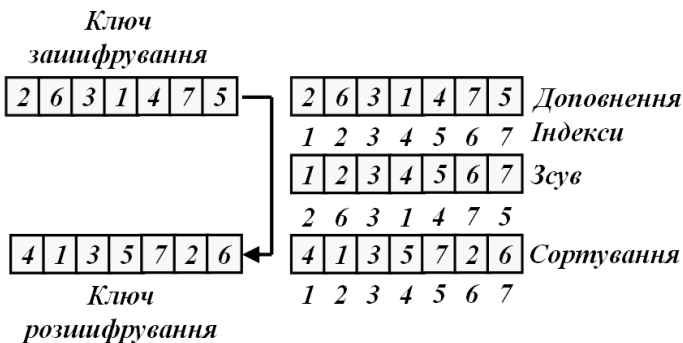 Ключ
зашифрування
2 6 3 1 4 7 5
2 6 3 1 4 7 5 Доповнення
1 2 3 4 5 6 7 Індекси
1 2 3 4 5 6 7 Зсув
2 6 3 1 4 7 5
4 1 3 5 7 2 6
4 1 3 5 7 2 6 Сортування
1 2 3 4 5 6 7
Ключ
розшифрування